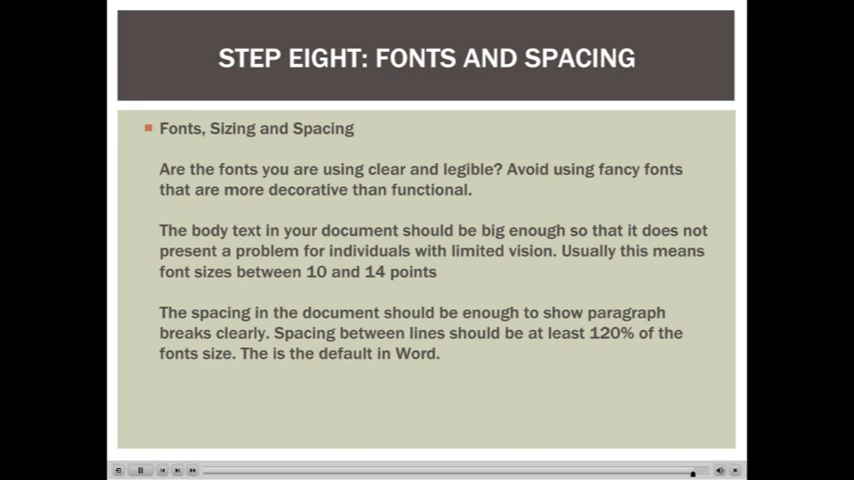 STEP EIGHT: FONTS AND SPACING
Fonts, Sizing and Spacing
Are the fonts you are using clear and legible? Avoid using fancy fonts
that are more decorative than functional.
The body text in your document should be big enough so that it does not
present a problem for individuals with limited vision. Usually this means
font sizes between 10 and 14 points
The spacing in the document should be enough to show paragraph
breaks clearly. Spacing between lines should be at least 120% of the
fonts size. The is the default in Word.